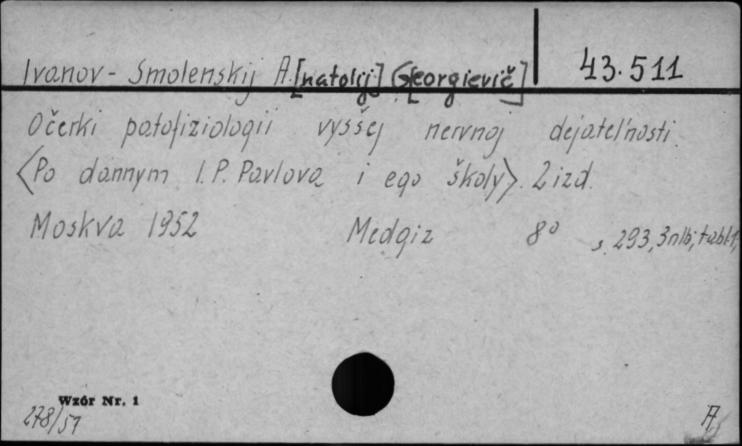 Ivanov - Smolenskij A.[natolij] G[eorgievič] 43.511
Očerki patofiziologii vysšej nervnoj dejatel'nosti.
<Po dannym I. P. Pavlova i ego školy>. 2 izd.
Moskva 1952 Medgiz 8° s. 293, 3 nlb; tabl. 1,
Wzór Nr. 1
278/57 A